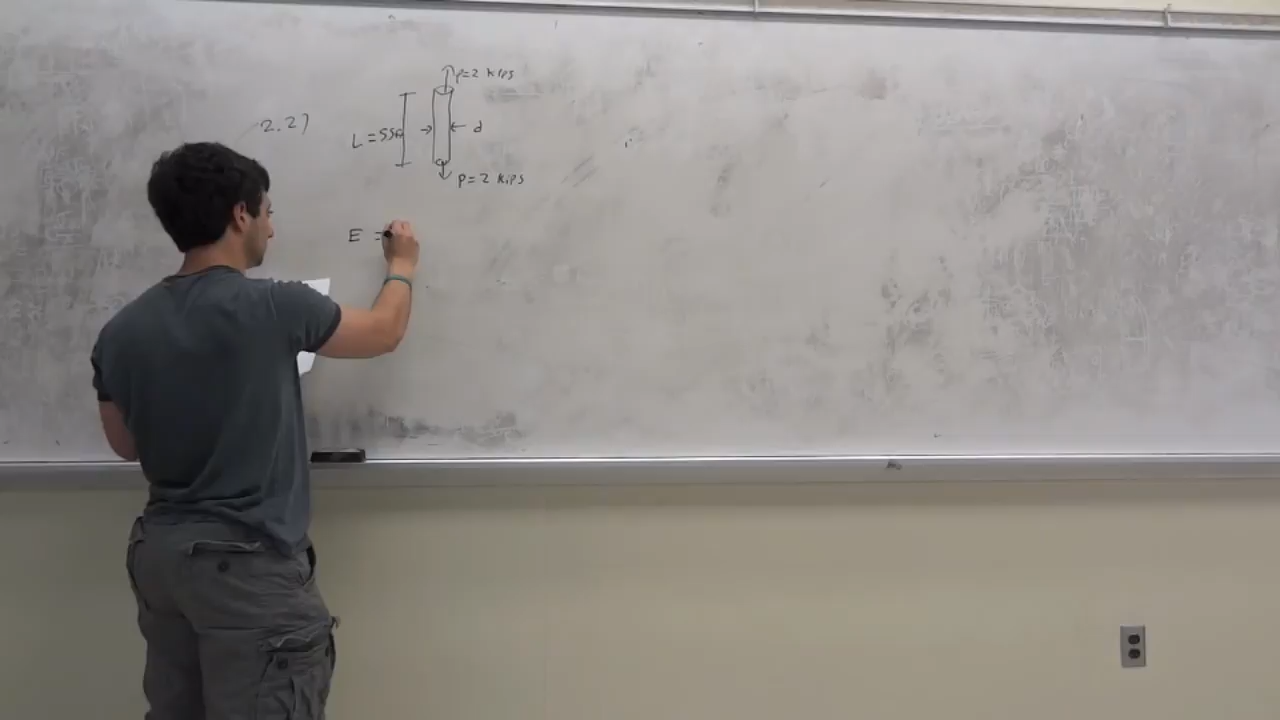 P=2 kips
2.27
L=55ft
d
P=2 kips
E =